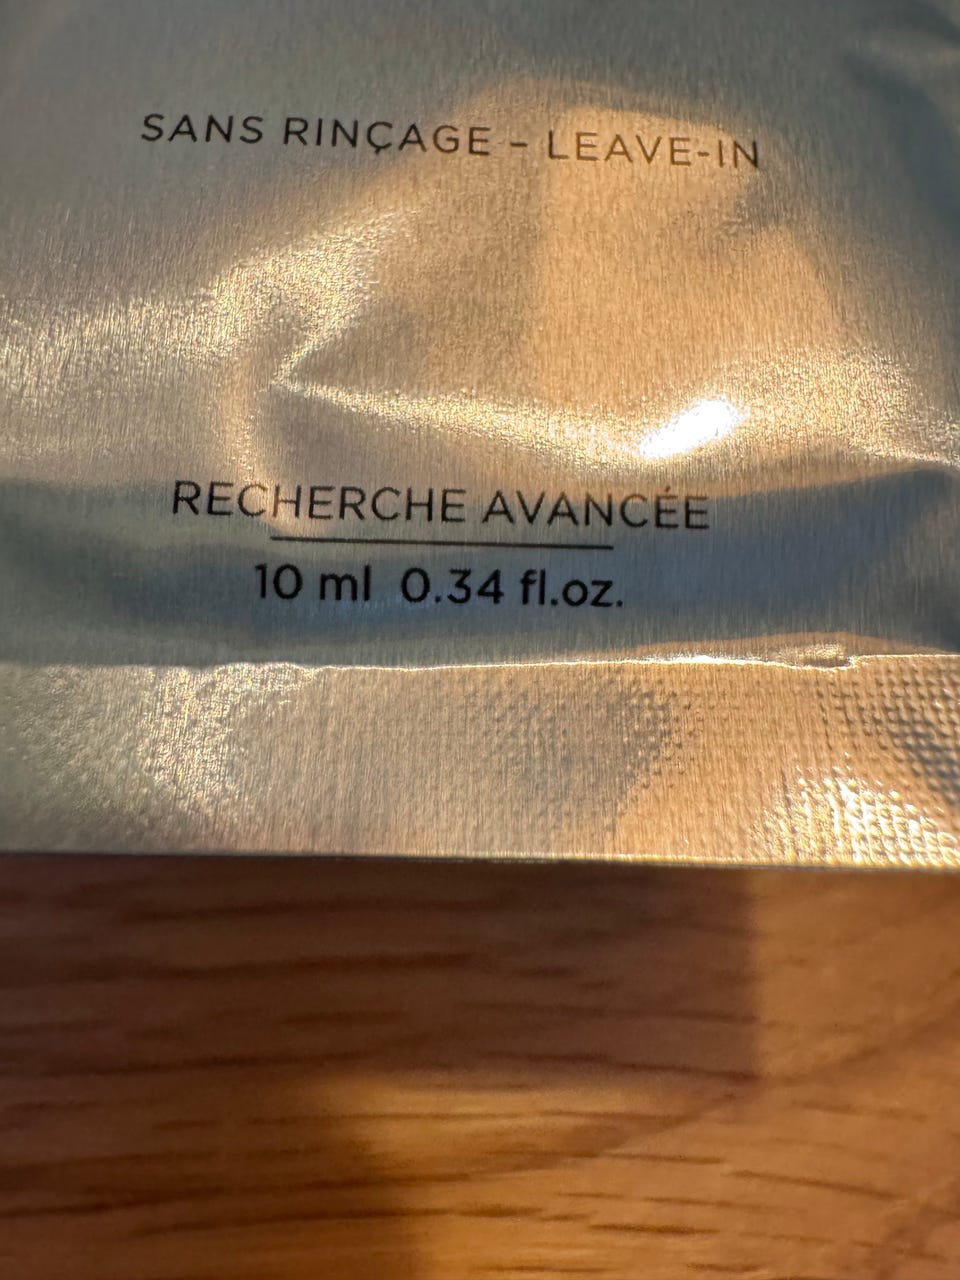 SANS RINÇAGE – LEAVE-IN
RECHERCHE AVANCÉE
10 ml 0.34 fl.oz.